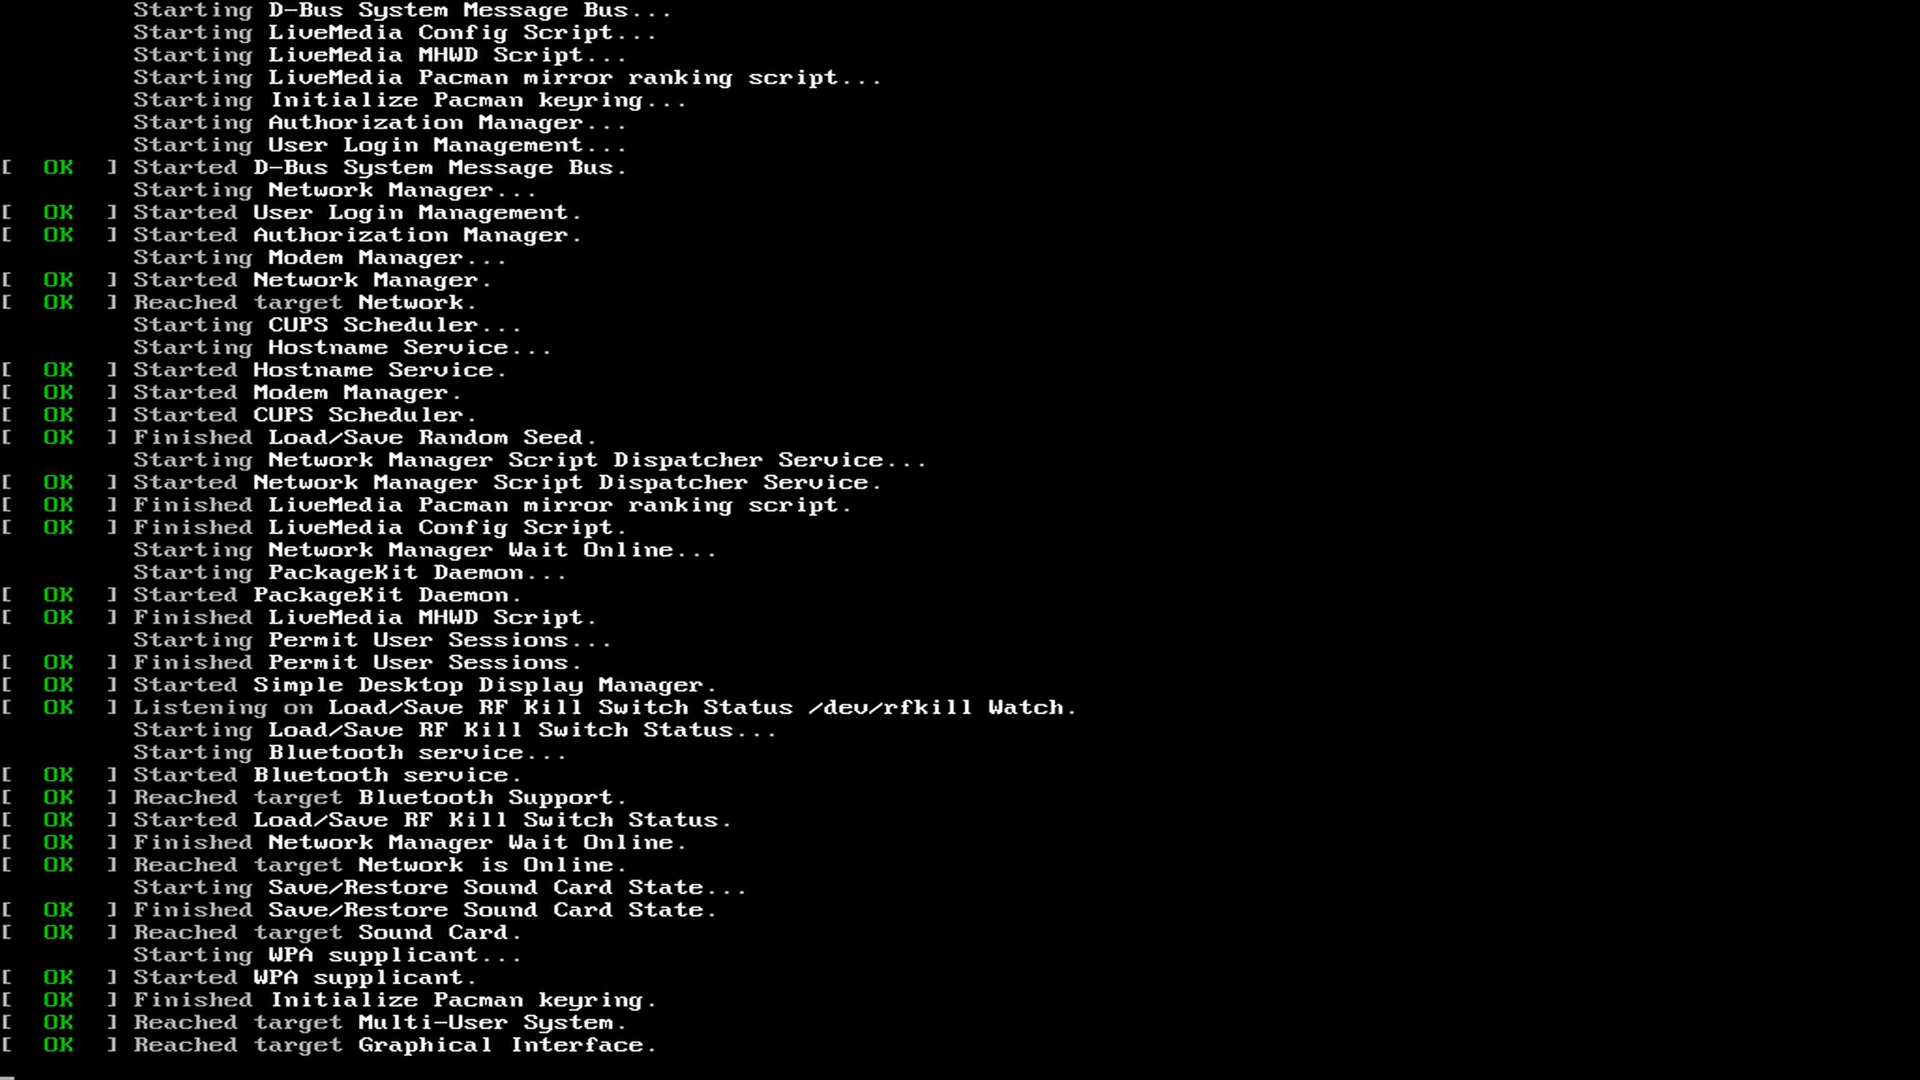 Starting D-Bus System Message Bus...
Starting LiveMedia Config Script...
Starting LiveMedia MHWD Script...
Starting LiveMedia Pacman mirror ranking script...
Starting Initialize Pacman keyring...
Starting Authorization Manager...
Starting User Login Management...
[  OK  ] Started D-Bus System Message Bus.
Starting Network Manager...
[  OK  ] Started User Login Management.
[  OK  ] Started Authorization Manager.
Starting Modem Manager...
[  OK  ] Started Network Manager.
[  OK  ] Reached target Network.
Starting CUPS Scheduler...
Starting Hostname Service...
[  OK  ] Started Hostname Service.
[  OK  ] Started Modem Manager.
[  OK  ] Started CUPS Scheduler.
[  OK  ] Finished Load/Save Random Seed.
Starting Network Manager Script Dispatcher Service...
[  OK  ] Started Network Manager Script Dispatcher Service.
[  OK  ] Finished LiveMedia Pacman mirror ranking script.
[  OK  ] Finished LiveMedia Config Script.
Starting Network Manager Wait Online...
Starting PackageKit Daemon...
[  OK  ] Started PackageKit Daemon.
[  OK  ] Finished LiveMedia MHWD Script.
Starting Permit User Sessions...
[  OK  ] Finished Permit User Sessions.
[  OK  ] Started Simple Desktop Display Manager.
[  OK  ] Listening on Load/Save RF Kill Switch Status /dev/rfkill Watch.
Starting Load/Save RF Kill Switch Status...
Starting Bluetooth service...
[  OK  ] Started Bluetooth service.
[  OK  ] Reached target Bluetooth Support.
[  OK  ] Started Load/Save RF Kill Switch Status.
[  OK  ] Finished Network Manager Wait Online.
[  OK  ] Reached target Network is Online.
Starting Save/Restore Sound Card State...
[  OK  ] Finished Save/Restore Sound Card State.
[  OK  ] Reached target Sound Card.
Starting WPA supplicant...
[  OK  ] Started WPA supplicant.
[  OK  ] Finished Initialize Pacman keyring.
[  OK  ] Reached target Multi-User System.
[  OK  ] Reached target Graphical Interface.